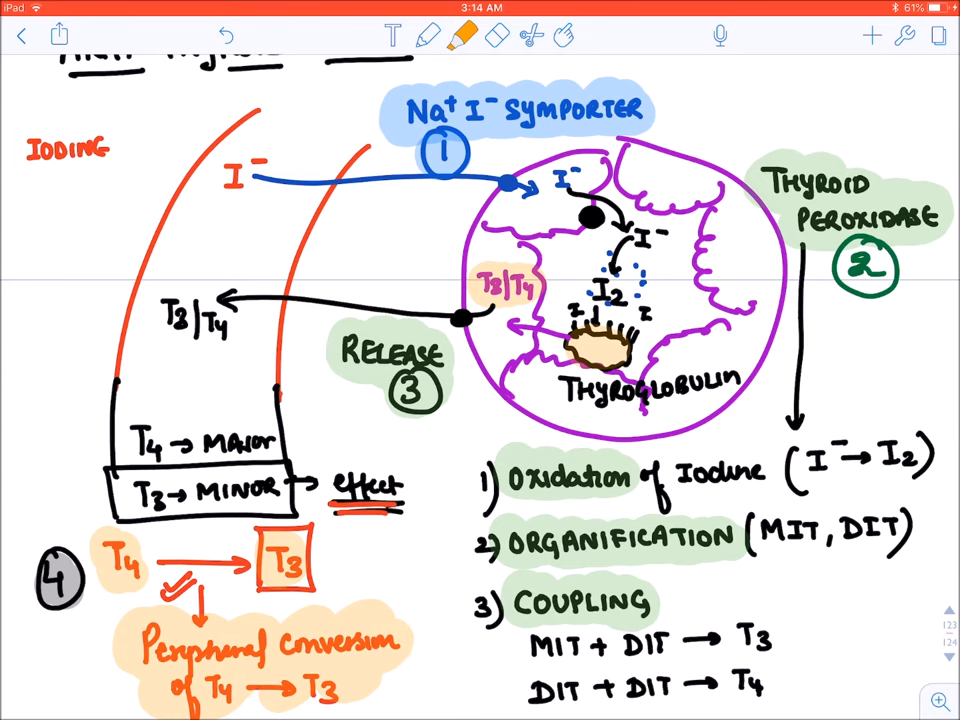 iPad
3:14 AM
61%
T
Na+ I- SYMPORTER
1
IODINE
I-
I-
I-
I2
I
I
THYROID
PEROXIDASE
2
T3/T4
T3/T4
RELEASE
3
THYROGLOBULIN
T4 → MAJOR
T3 → MINOR → effect
4
T4 → T3
Peripheral conversion
of T4 → T3
1) Oxidation of Iodine (I- → I2)
2) ORGANIFICATION (MIT, DIT)
3) COUPLING
MIT + DIT → T3
DIT + DIT → T4
123
124